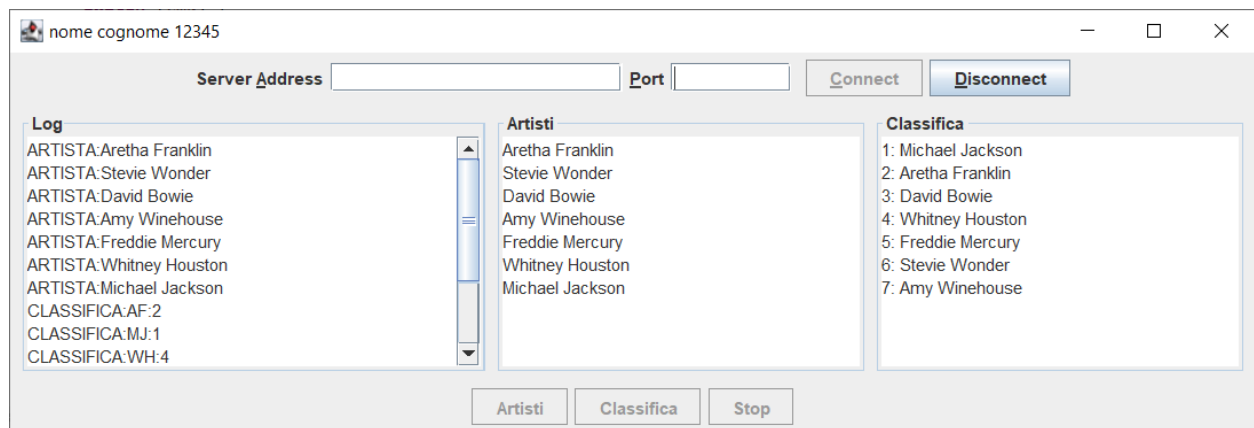 nome cognome 12345
Server Address Port Connect Disconnect
Log
ARTISTA:Aretha Franklin
ARTISTA:Stevie Wonder
ARTISTA:David Bowie
ARTISTA:Amy Winehouse
ARTISTA:Freddie Mercury
ARTISTA:Whitney Houston
ARTISTA:Michael Jackson
CLASSIFICA:AF:2
CLASSIFICA:MJ:1
CLASSIFICA:WH:4
Artisti
Aretha Franklin
Stevie Wonder
David Bowie
Amy Winehouse
Freddie Mercury
Whitney Houston
Michael Jackson
Classifica
1: Michael Jackson
2: Aretha Franklin
3: David Bowie
4: Whitney Houston
5: Freddie Mercury
6: Stevie Wonder
7: Amy Winehouse
Artisti Classifica Stop